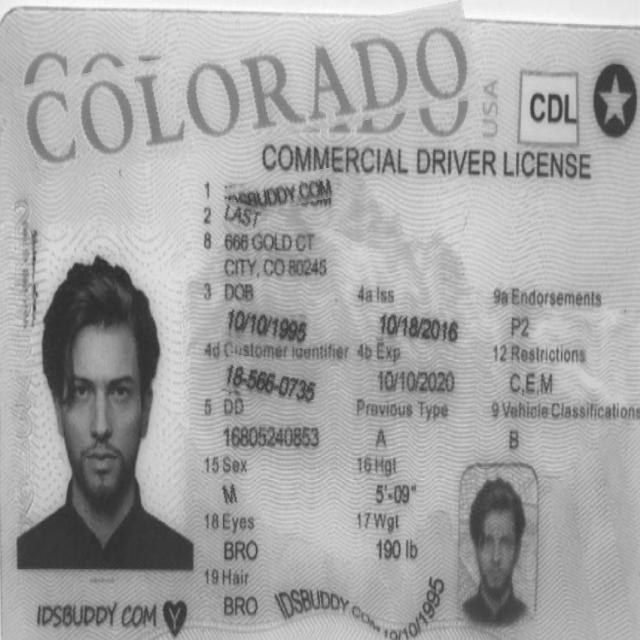 COLORADO
USA
CDL
COMMERCIAL DRIVER LICENSE
1 IDSBUDDY.COM
2 LAST
8 666 GOLD CT
CITY, CO 80245
3 DOB 4a Iss 9a Endorsements
10/10/1995 10/18/2016 P2
4d Customer Identifier 4b Exp 12 Restrictions
18-566-0735 10/10/2020 C,E,M
5 DD Previous Type 9 Vehicle Classifications
16805240853 A B
15 Sex 16 Hgt
M 5'-09"
18 Eyes 17 Wgt
BRO 190 lb
19 Hair
BRO
IDSBUDDY COM 10/10/1995
IDSBUDDY COM